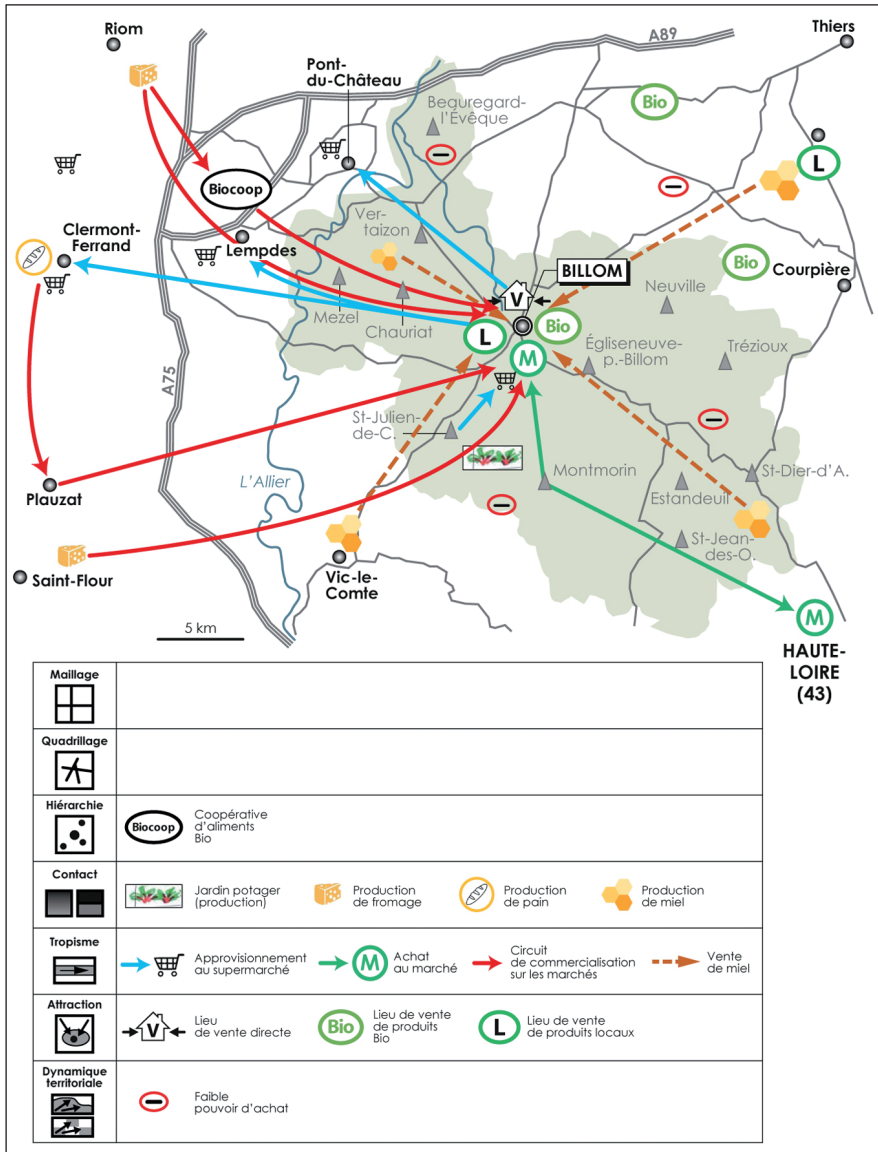 Riom
A89
Thiers
Pont-
du-Château
Bio
Beauregard-
l'Évêque
L
Biocoop
Ver-
taizon
Clermont-
Ferrand
Lempdes
BILLOM
Bio
Courpière
V
Neuville
Mezel
Chauriat
L
Bio
M
Égliseneuve-
p.-Billom
Trézioux
A75
St-Julien-
de-C.
L'Allier
Montmorin
St-Dier-d'A.
Plauzat
Estandeuil
St-Jean-
des-O.
Saint-Flour
Vic-le-
Comte
M
5 km
HAUTE-
LOIRE
(43)
Maillage
Quadrillage
Hiérarchie
Biocoop
Coopérative
d'aliments
Bio
Contact
Jardin potager
(production)
Production
de fromage
Production
de pain
Production
de miel
Tropisme
Approvisionnement
au supermarché
M
Achat
au marché
Circuit
de commercialisation
sur les marchés
Vente
de miel
Attraction
V
Lieu
de vente directe
Bio
Lieu de vente
de produits
Bio
L
Lieu de vente
de produits locaux
Dynamique
territoriale
Faible
pouvoir d'achat